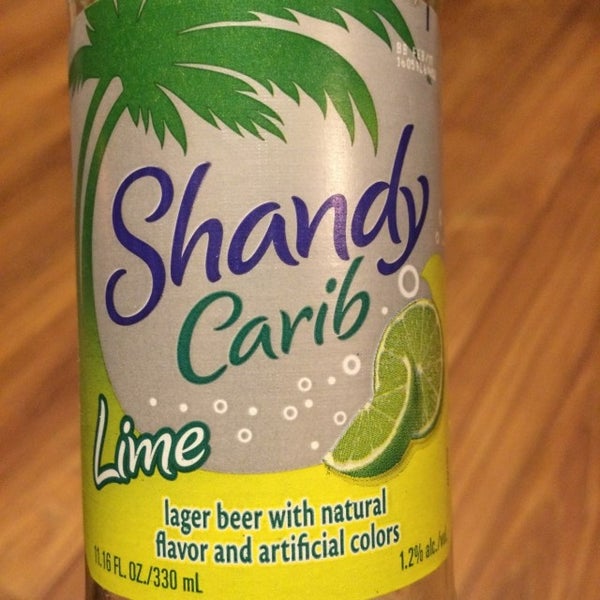 Shandy
Carib
Lime
lager beer with natural
flavor and artificial colors
11.16 FL. OZ./330 mL
1.2% alc./vol.